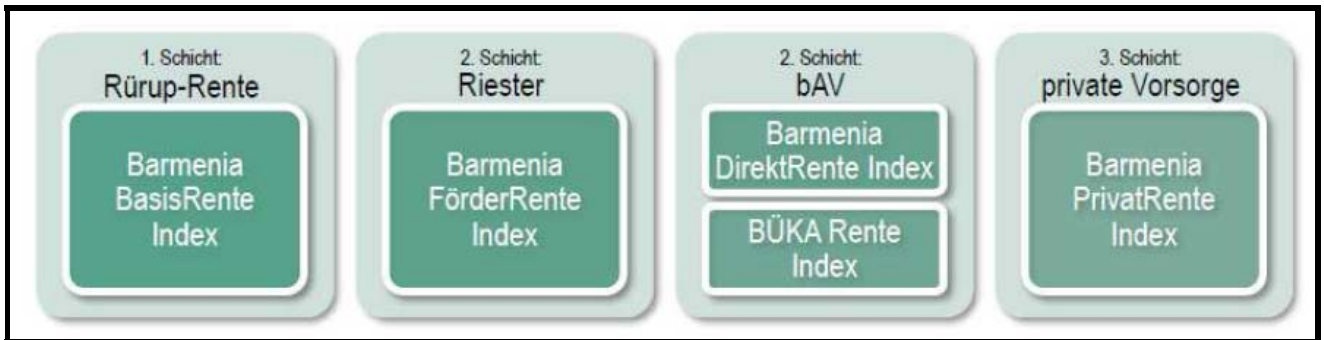 1. Schicht:
Rürup-Rente
Barmenia
BasisRente
Index
2. Schicht:
Riester
Barmenia
FörderRente
Index
2. Schicht:
bAV
Barmenia
DirektRente Index
BÜKA Rente
Index
3. Schicht:
private Vorsorge
Barmenia
PrivatRente
Index